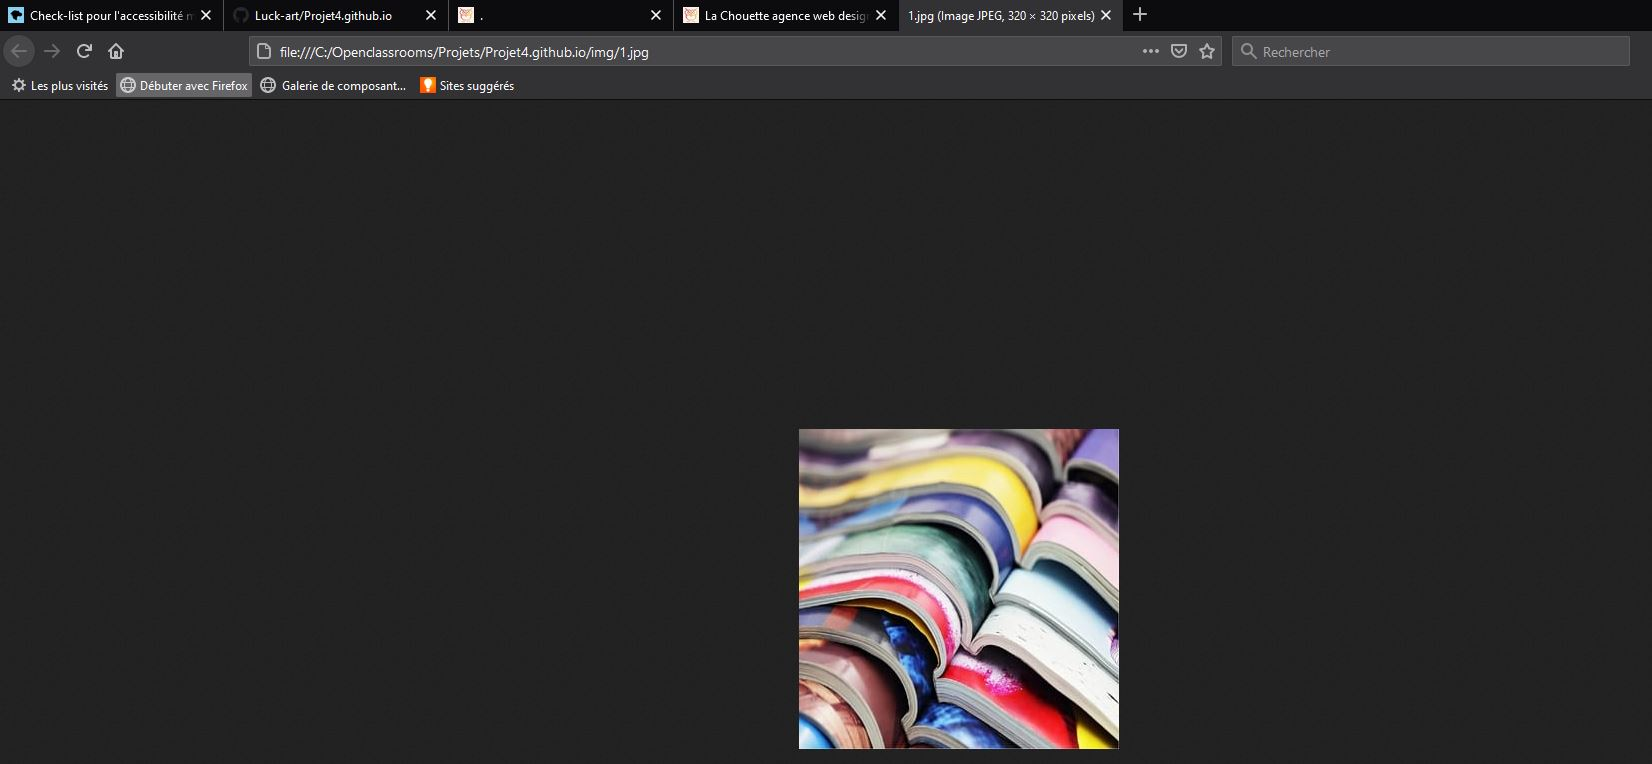 Check-list pour l'accessibilité m
Luck-art/Projet4.github.io
.
La Chouette agence web desig
1.jpg (Image JPEG, 320 × 320 pixels)
file:///C:/Openclassrooms/Projets/Projet4.github.io/img/1.jpg
Rechercher
Les plus visités
Débuter avec Firefox
Galerie de composant...
Sites suggérés